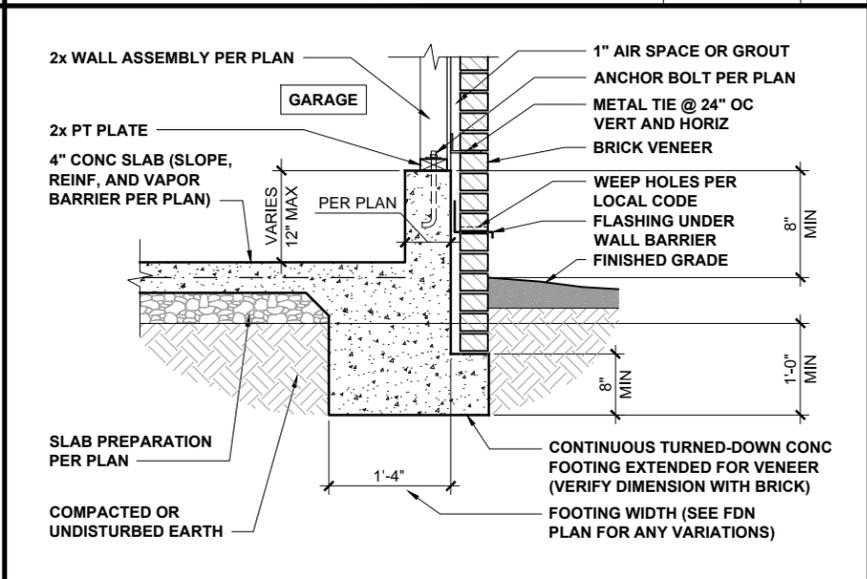 2x WALL ASSEMBLY PER PLAN
GARAGE
2x PT PLATE
4" CONC SLAB (SLOPE,
REINF, AND VAPOR
BARRIER PER PLAN)
VARIES
12" MAX
PER PLAN
1" AIR SPACE OR GROUT
ANCHOR BOLT PER PLAN
METAL TIE @ 24" OC
VERT AND HORIZ
BRICK VENEER
WEEP HOLES PER
LOCAL CODE
FLASHING UNDER
WALL BARRIER
FINISHED GRADE
8"
MIN
1'-0"
MIN
8"
MIN
SLAB PREPARATION
PER PLAN
COMPACTED OR
UNDISTURBED EARTH
1'-4"
CONTINUOUS TURNED-DOWN CONC
FOOTING EXTENDED FOR VENEER
(VERIFY DIMENSION WITH BRICK)
FOOTING WIDTH (SEE FDN
PLAN FOR ANY VARIATIONS)